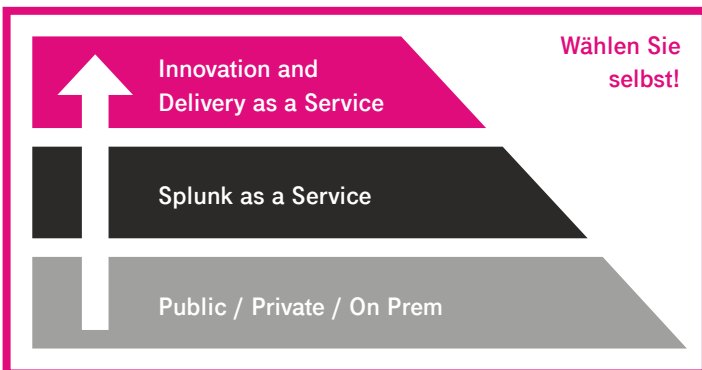 Wählen Sie
selbst!
Innovation and
Delivery as a Service
Splunk as a Service
Public / Private / On Prem